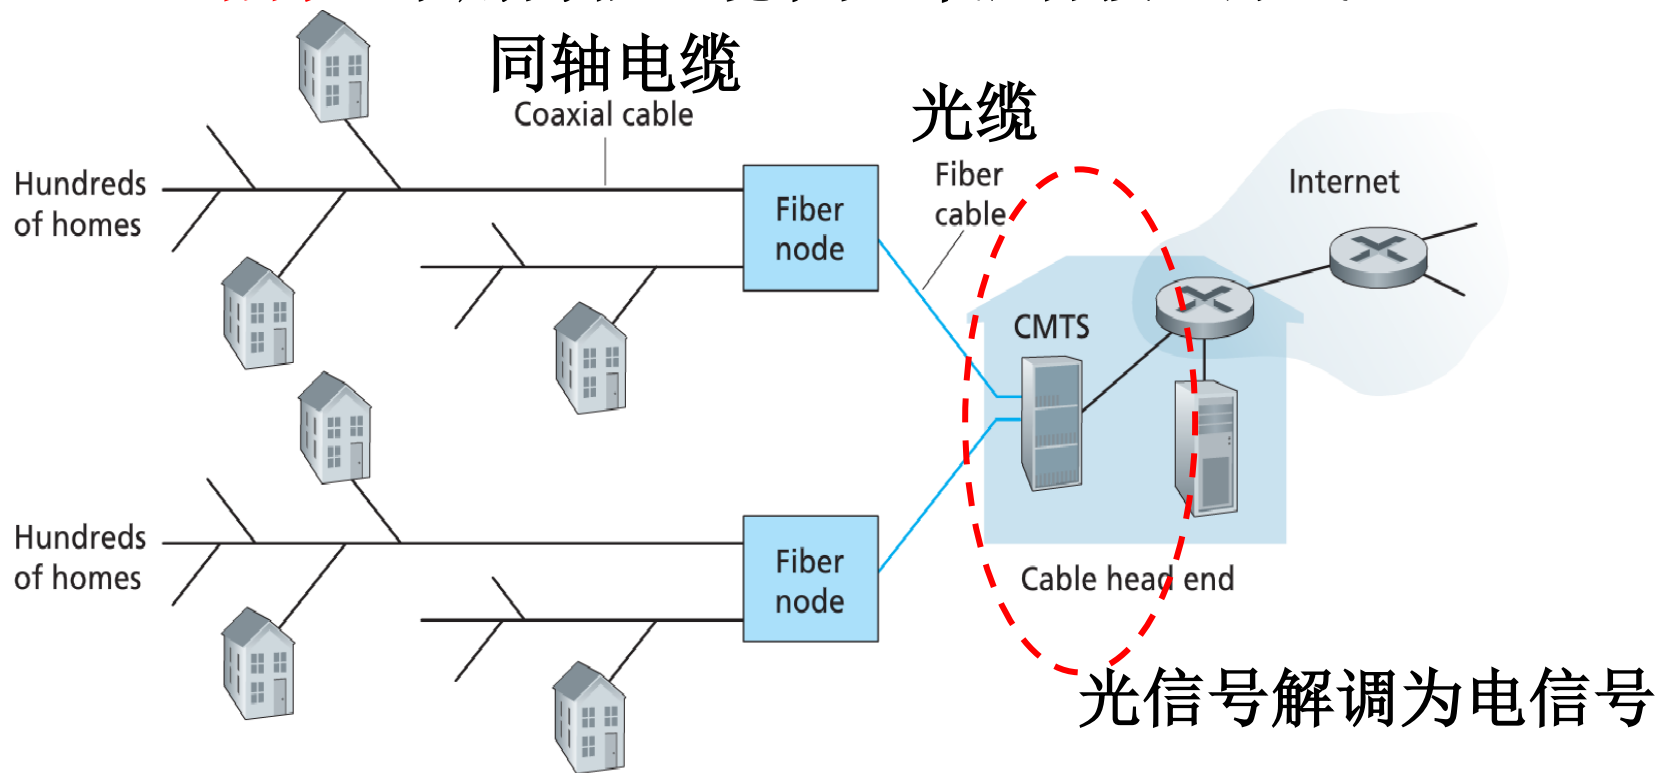 同轴电缆
Coaxial cable
光缆
Fiber
cable
Internet
Hundreds
of homes
Fiber
node
CMTS
Hundreds
of homes
Fiber
node
Cable head end
光信号解调为电信号